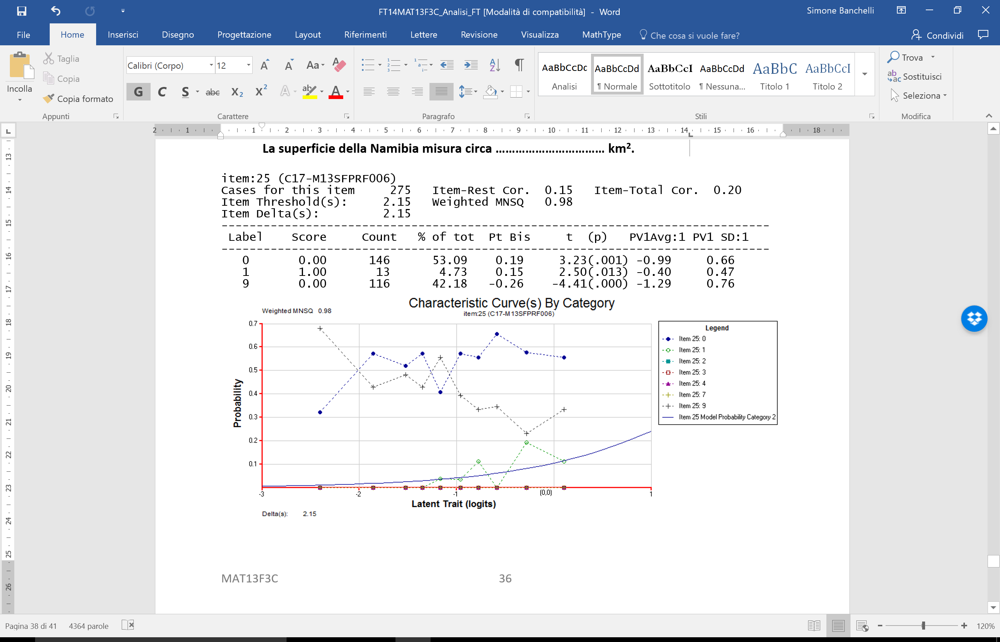 FT14MAT13F3C_Analisi_FT [Modalità di compatibilità] - Word
Simone Banchelli
File Home Inserisci Disegno Progettazione Layout Riferimenti Lettere Revisione Visualizza MathType Che cosa si vuole fare? Condividi
Incolla
Taglia
Copia
Copia formato
Appunti
Calibri (Corpo) 12
G C S abc X₂ X²
Carattere
Paragrafo
AaBbCcDc AaBbCcDd AaBbCcI AaBbCcDd AaBbC AaBbCcI
Analisi ¶ Normale Sottotitolo ¶ Nessuna... Titolo 1 Titolo 2
Stili
Trova
Sostituisci
Seleziona
Modifica
2 1 1 2 3 4 5 6 7 8 9 10 11 12 13 14 15 16 18
13
14
15
16
17
18
19
20
21
22
23
24
25
26
La superficie della Namibia misura circa ................................. km².
item:25 (C17-M13SFPRF006)
Cases for this item 275 Item-Rest Cor. 0.15 Item-Total Cor. 0.20
Item Threshold(s): 2.15 Weighted MNSQ 0.98
Item Delta(s): 2.15
Label Score Count % of tot Pt Bis t (p) PV1Avg:1 PV1 SD:1
0 0.00 146 53.09 0.19 3.23(.001) -0.99 0.66
1 1.00 13 4.73 0.15 2.50(.013) -0.40 0.47
9 0.00 116 42.18 -0.26 -4.41(.000) -1.29 0.76
Characteristic Curve(s) By Category
Weighted MNSQ 0.98
item:25 (C17-M13SFPRF006)
0.7
0.6
0.5
0.4
0.3
0.2
0.1
Probability
-3 -2 -1 (0,0) 1
Latent Trait (logits)
Delta(s): 2.15
Legend
Item 25: 0
Item 25: 1
Item 25: 2
Item 25: 3
Item 25: 4
Item 25: 7
Item 25: 9
Item 25 Model Probability Category 2
MAT13F3C 36
Pagina 38 di 41 4364 parole 120%